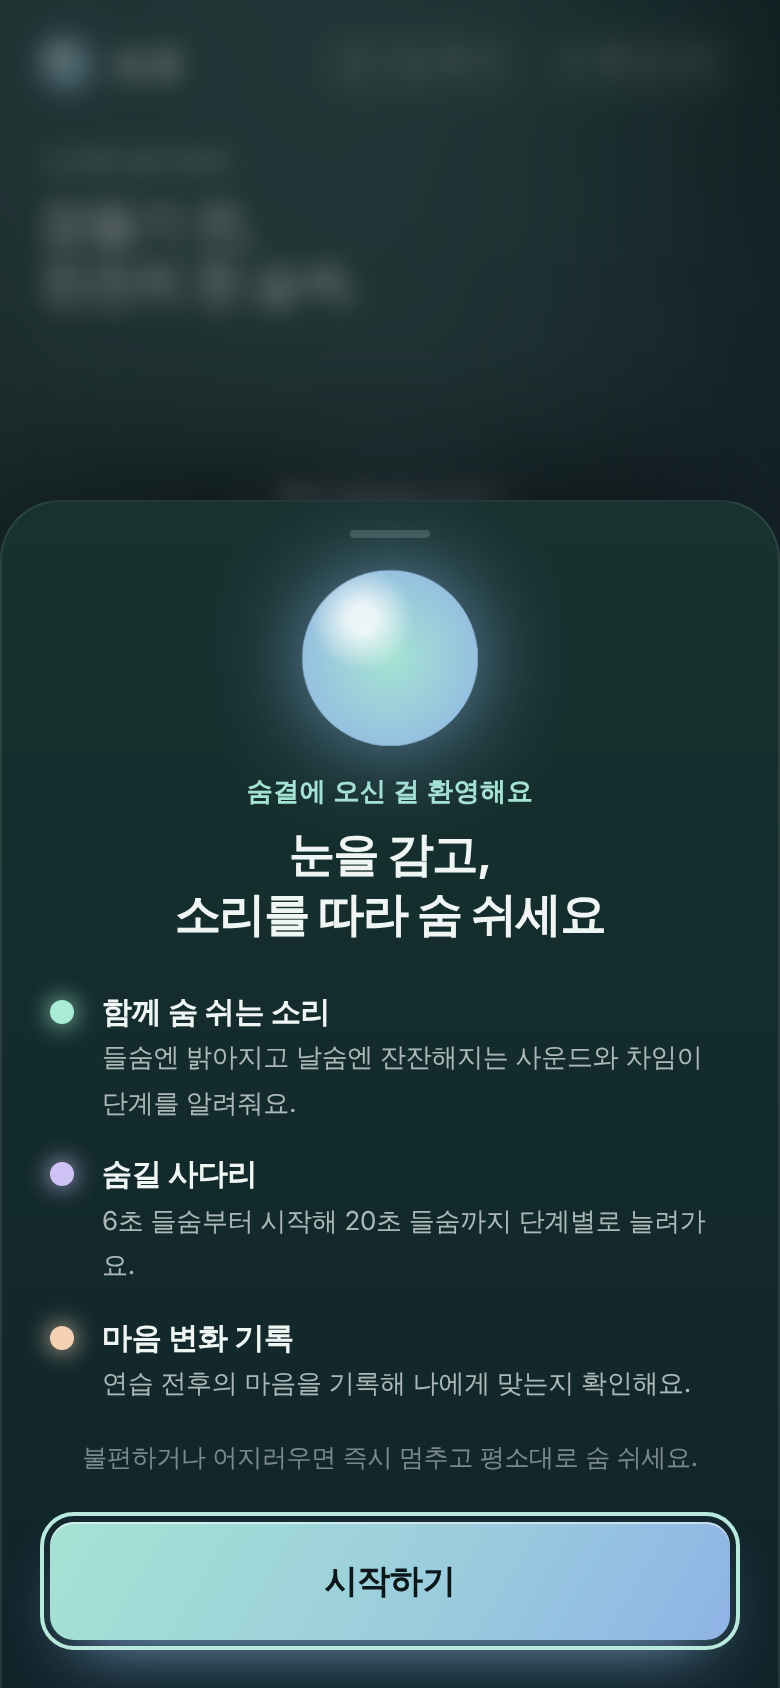 숨결에 오신 걸 환영해요
눈을 감고,
소리를 따라 숨 쉬세요
함께 숨 쉬는 소리
들숨엔 밝아지고 날숨엔 잔잔해지는 사운드와 차임이
단계를 알려줘요.
숨길 사다리
6초 들숨부터 시작해 20초 들숨까지 단계별로 늘려가
요.
마음 변화 기록
연습 전후의 마음을 기록해 나에게 맞는지 확인해요.
불편하거나 어지러우면 즉시 멈추고 평소대로 숨 쉬세요.
시작하기